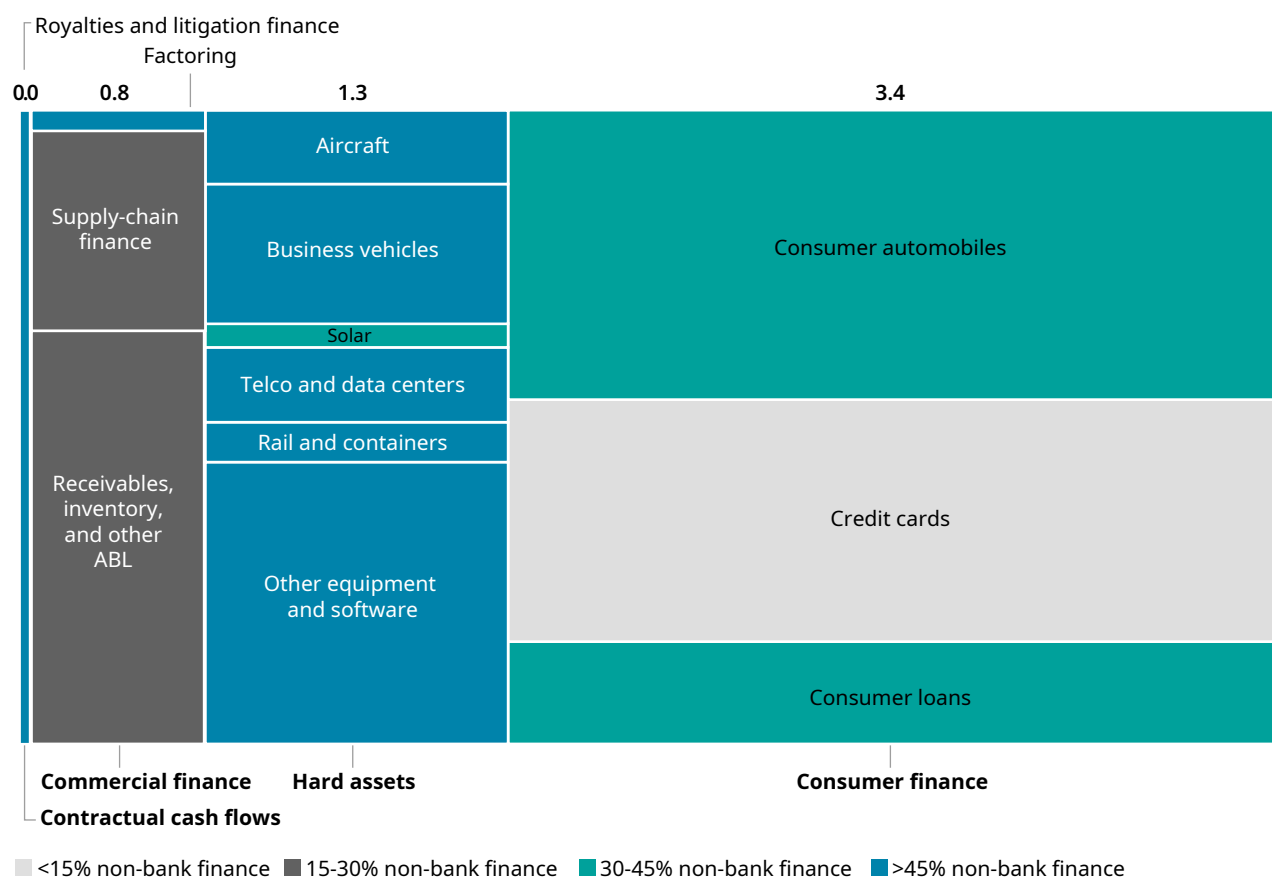 Royalties and litigation finance
Factoring
0.0 0.8 1.3 3.4
Aircraft
Supply-chain
finance
Business vehicles
Consumer automobiles
Solar
Telco and data centers
Rail and containers
Receivables,
inventory,
and other
ABL
Credit cards
Other equipment
and software
Consumer loans
Commercial finance Hard assets Consumer finance
Contractual cash flows
<15% non-bank finance 15-30% non-bank finance 30-45% non-bank finance >45% non-bank finance